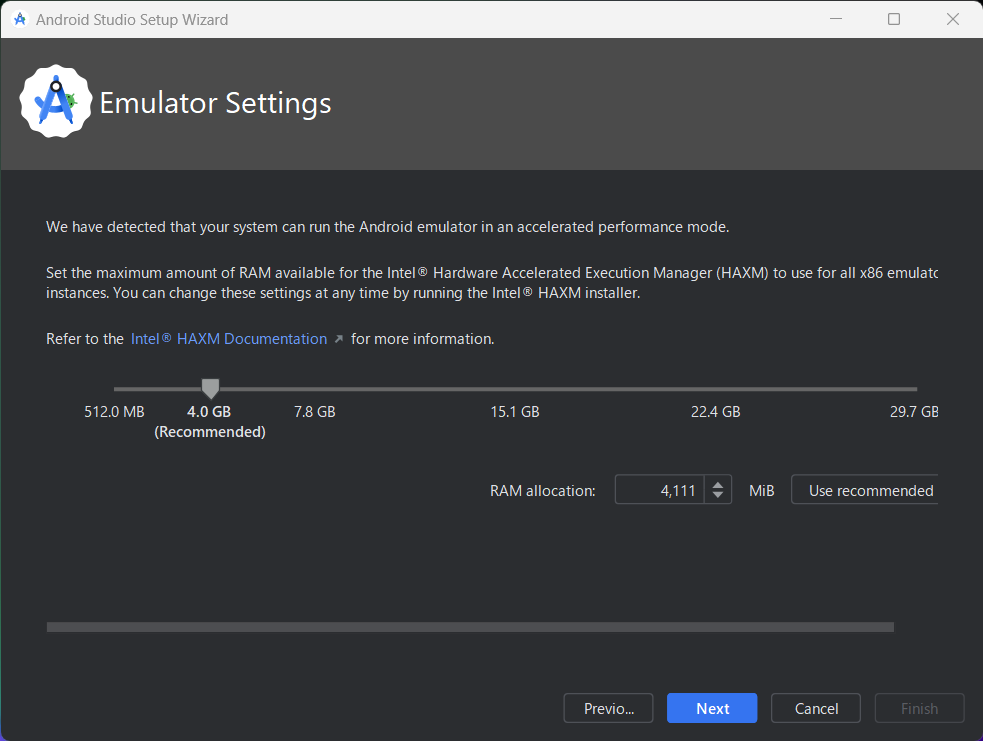 Android Studio Setup Wizard
Emulator Settings
We have detected that your system can run the Android emulator in an accelerated performance mode.
Set the maximum amount of RAM available for the Intel® Hardware Accelerated Execution Manager (HAXM) to use for all x86 emulatc
instances. You can change these settings at any time by running the Intel® HAXM installer.
Refer to the Intel® HAXM Documentation ↗ for more information.
512.0 MB 4.0 GB 7.8 GB 15.1 GB 22.4 GB 29.7 GB
(Recommended)
RAM allocation: 4,111 MiB Use recommended
Previo... Next Cancel Finish